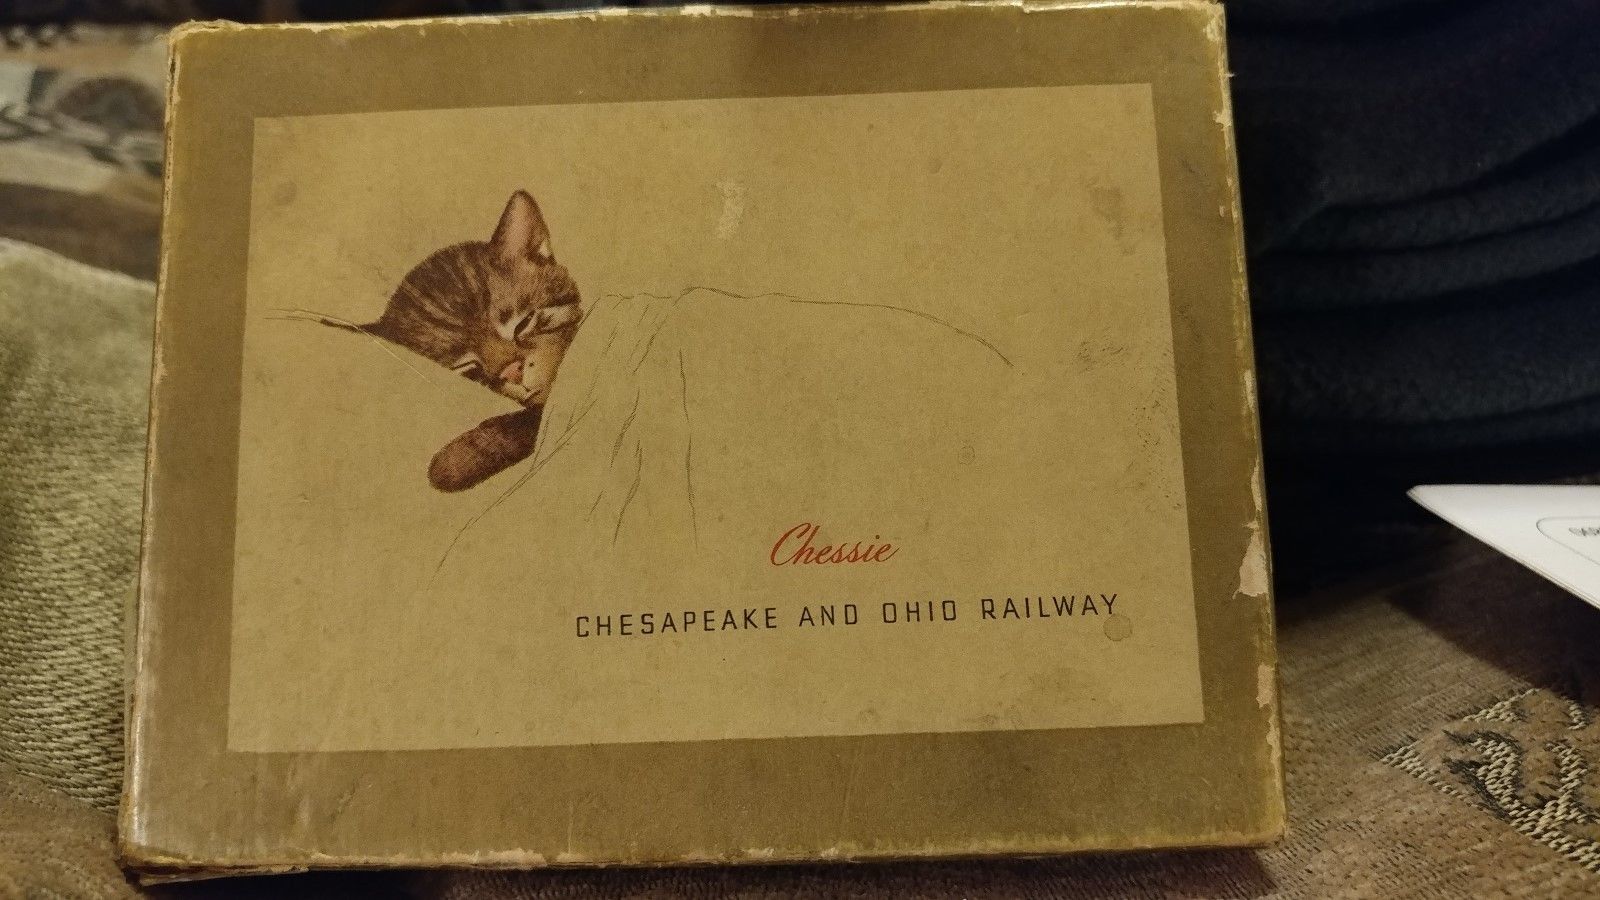 Chessie
CHESAPEAKE AND OHIO RAILWAY